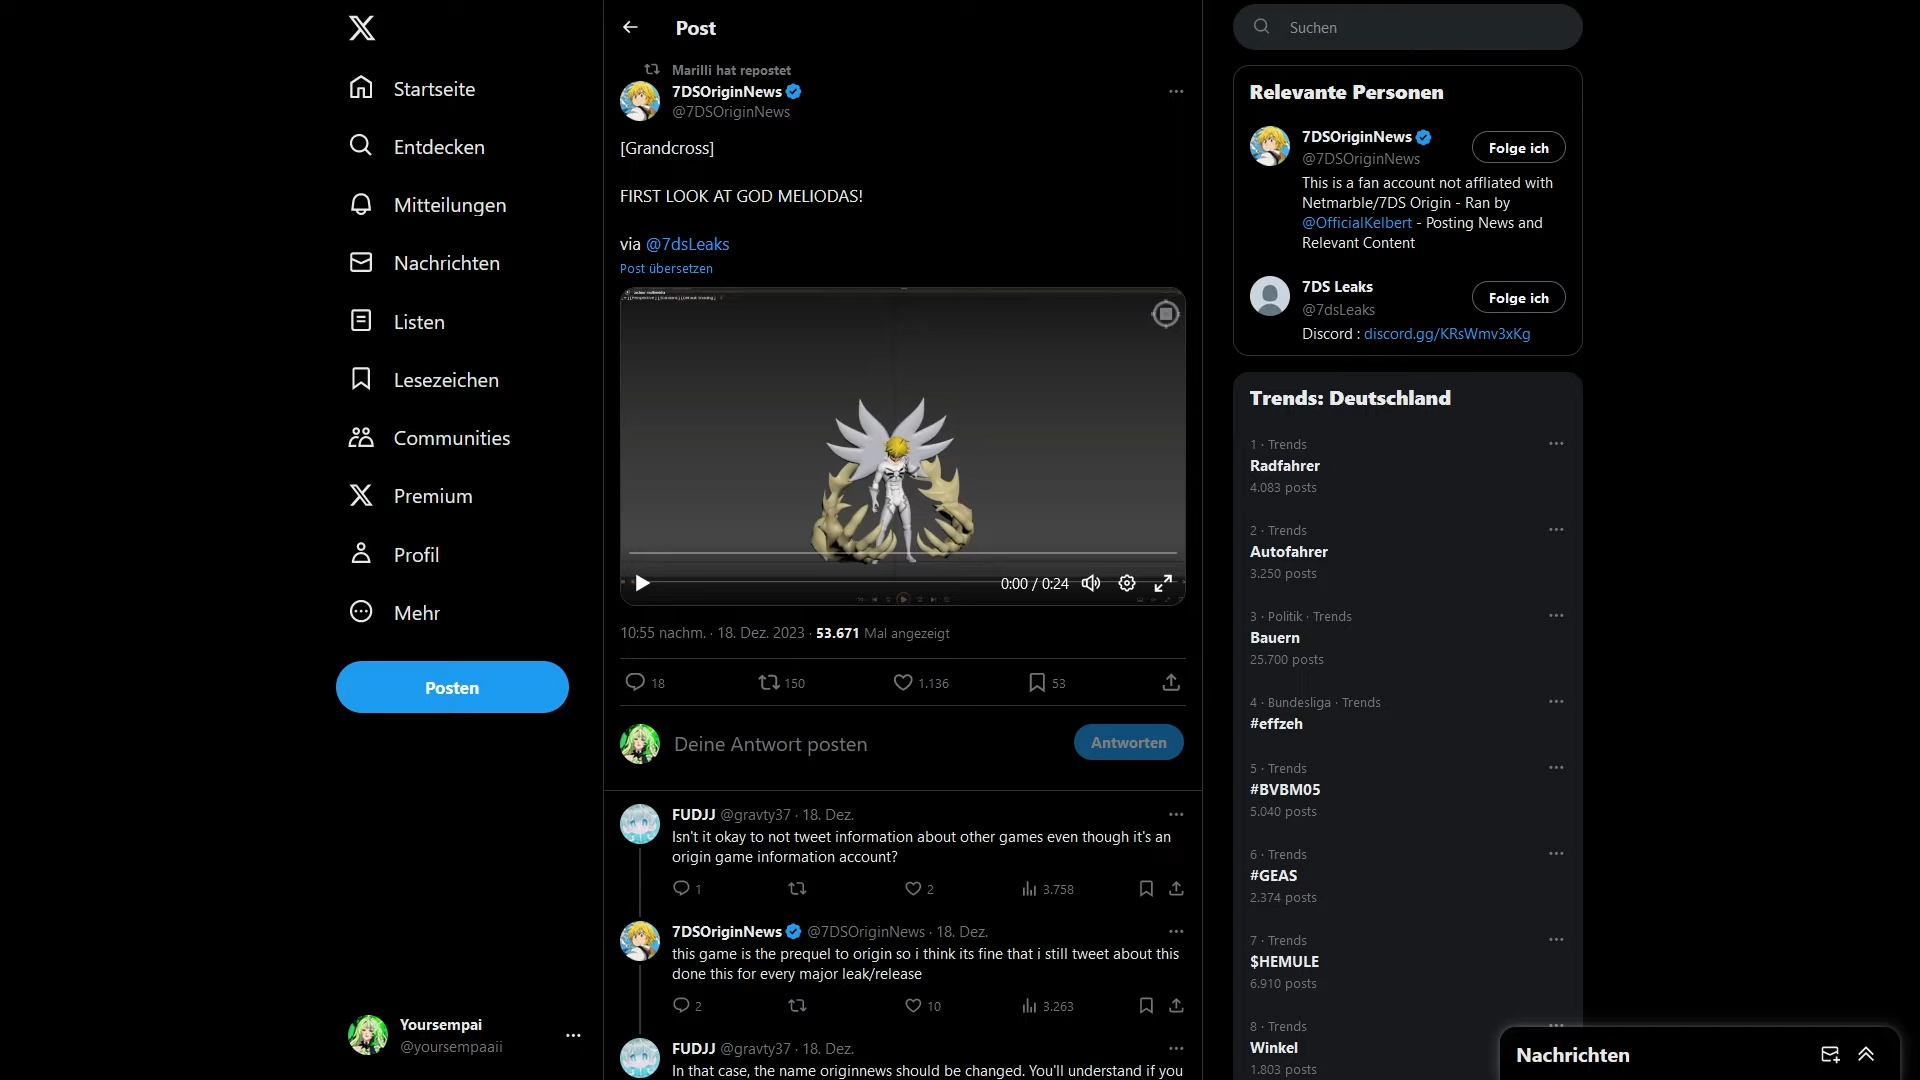 Startseite
Entdecken
Mitteilungen
Nachrichten
Listen
Lesezeichen
Communities
Premium
Profil
Mehr
Posten
Yoursempai
@yoursempaaii
Post
Marilli hat repostet
7DSOriginNews
@7DSOriginNews
[Grandcross]
FIRST LOOK AT GOD MELIODAS!
via @7dsLeaks
Post übersetzen
0:00 / 0:24
10:55 nachm. · 18. Dez. 2023 · 53.671 Mal angezeigt
18 150 1.136 53
Deine Antwort posten
Antworten
FUDJJ @gravty37 · 18. Dez.
Isn't it okay to not tweet information about other games even though it's an
origin game information account?
1 2 3.758
7DSOriginNews @7DSOriginNews · 18. Dez.
this game is the prequel to origin so i think its fine that i still tweet about this
done this for every major leak/release
2 10 3.263
FUDJJ @gravty37 · 18. Dez.
In that case, the name originnews should be changed. You'll understand if you
Suchen
Relevante Personen
7DSOriginNews
@7DSOriginNews
Folge ich
This is a fan account not affliated with
Netmarble/7DS Origin - Ran by
@OfficialKelbert - Posting News and
Relevant Content
7DS Leaks
@7dsLeaks
Folge ich
Discord : discord.gg/KRsWmv3xKg
Trends: Deutschland
1 · Trends
Radfahrer
4.083 posts
2 · Trends
Autofahrer
3.250 posts
3 · Politik · Trends
Bauern
25.700 posts
4 · Bundesliga · Trends
#effzeh
5 · Trends
#BVBM05
5.040 posts
6 · Trends
#GEAS
2.374 posts
7 · Trends
$HEMULE
6.910 posts
8 · Trends
Winkel
1.803 posts
Nachrichten